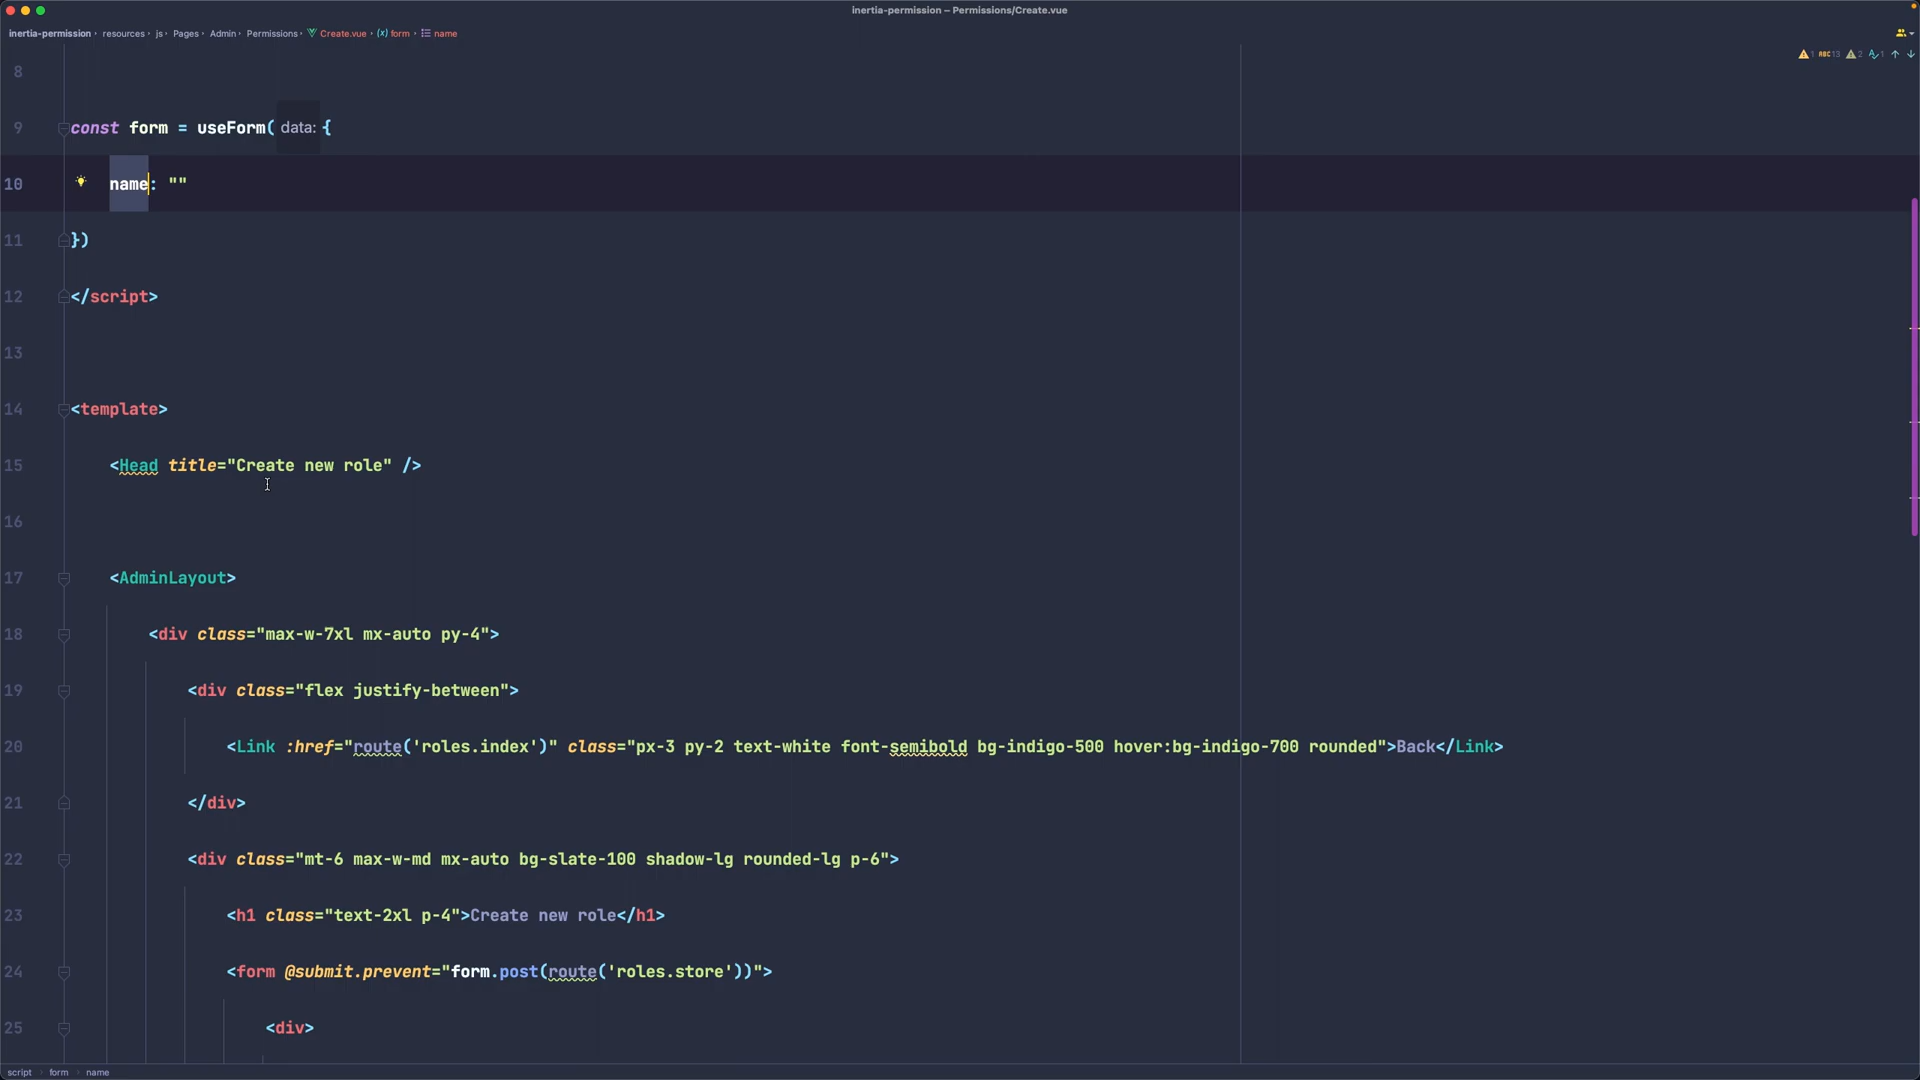 inertia-permission – Permissions/Create.vue
inertia-permission › resources › js › Pages › Admin › Permissions › Create.vue › (x) form › name
1 ABC 13 2 1
8
9 const form = useForm( data: {
10 name: ""
11 })
12 </script>
13
14 <template>
15 <Head title="Create new role" />
16
17 <AdminLayout>
18 <div class="max-w-7xl mx-auto py-4">
19 <div class="flex justify-between">
20 <Link :href="route('roles.index')" class="px-3 py-2 text-white font-semibold bg-indigo-500 hover:bg-indigo-700 rounded">Back</Link>
21 </div>
22 <div class="mt-6 max-w-md mx-auto bg-slate-100 shadow-lg rounded-lg p-6">
23 <h1 class="text-2xl p-4">Create new role</h1>
24 <form @submit.prevent="form.post(route('roles.store'))">
25 <div>
script › form › name